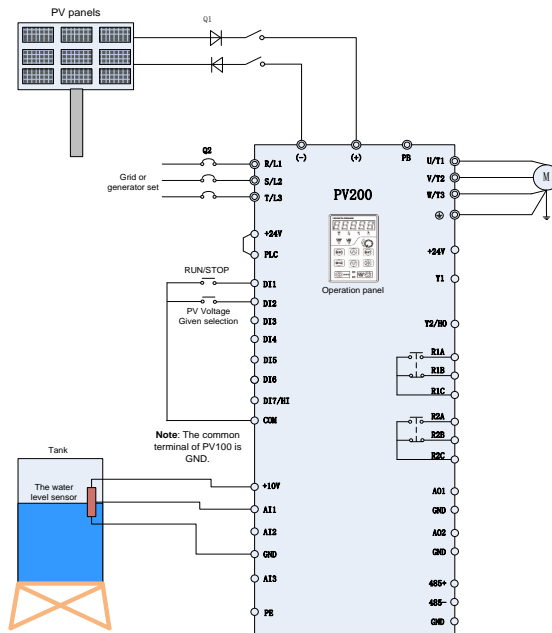 PV panels
Q1
Q2
(-)
(+)
PB
R/L1
S/L2
T/L3
Grid or
generator set
U/T1
V/T2
W/T3
M
PV200
+24V
PLC
+24V
Operation panel
Y1
RUN/STOP
DI1
PV Voltage
Given selection
DI2
DI3
DI4
DI5
DI6
DI7/HI
COM
Y2/HO
R1A
R1B
R1C
R2A
R2B
R2C
Note: The common
terminal of PV100 is
GND.
Tank
The water
level sensor
+10V
AI1
AI2
GND
AI3
PE
AO1
GND
AO2
GND
485+
485-
GND